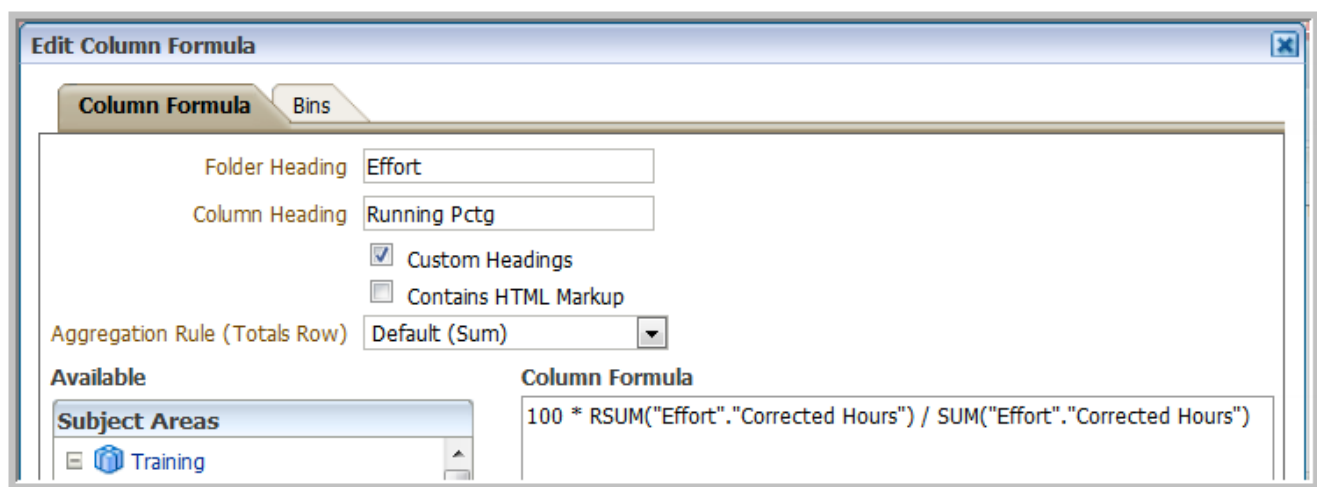 Edit Column Formula
Column Formula Bins
Folder Heading Effort
Column Heading Running Pctg
Custom Headings
Contains HTML Markup
Aggregation Rule (Totals Row) Default (Sum)
Available Column Formula
Subject Areas 100 * RSUM("Effort"."Corrected Hours") / SUM("Effort"."Corrected Hours")
Training